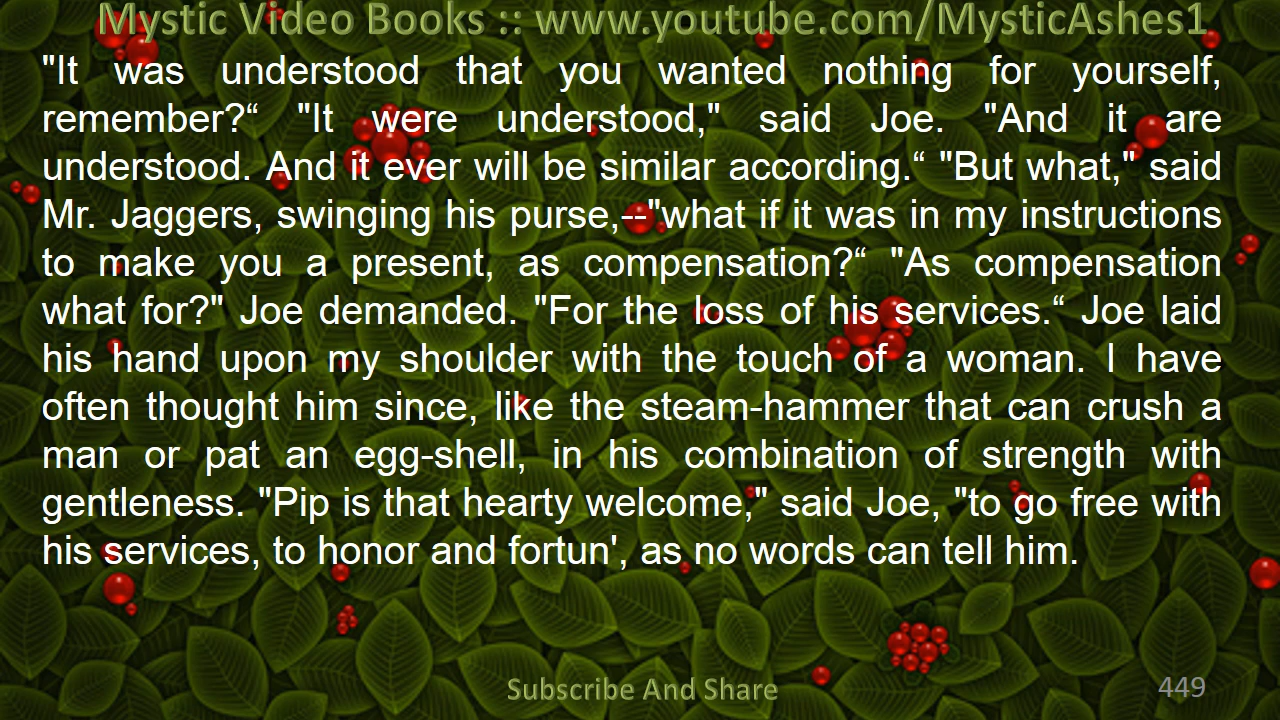 Mystic Video Books :: www.youtube.com/MysticAshes1
"It was understood that you wanted nothing for yourself,
remember?“ "It were understood," said Joe. "And it are
understood. And it ever will be similar according.“ "But what," said
Mr. Jaggers, swinging his purse,--"what if it was in my instructions
to make you a present, as compensation?“ "As compensation
what for?" Joe demanded. "For the loss of his services.“ Joe laid
his hand upon my shoulder with the touch of a woman. I have
often thought him since, like the steam-hammer that can crush a
man or pat an egg-shell, in his combination of strength with
gentleness. "Pip is that hearty welcome," said Joe, "to go free with
his services, to honor and fortun', as no words can tell him.
Subscribe And Share
449